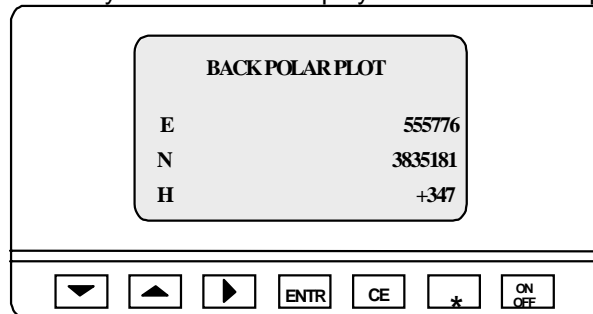 BACK POLAR PLOT
E 555776
N 3835181
H +347
ENTR CE * ON OFF